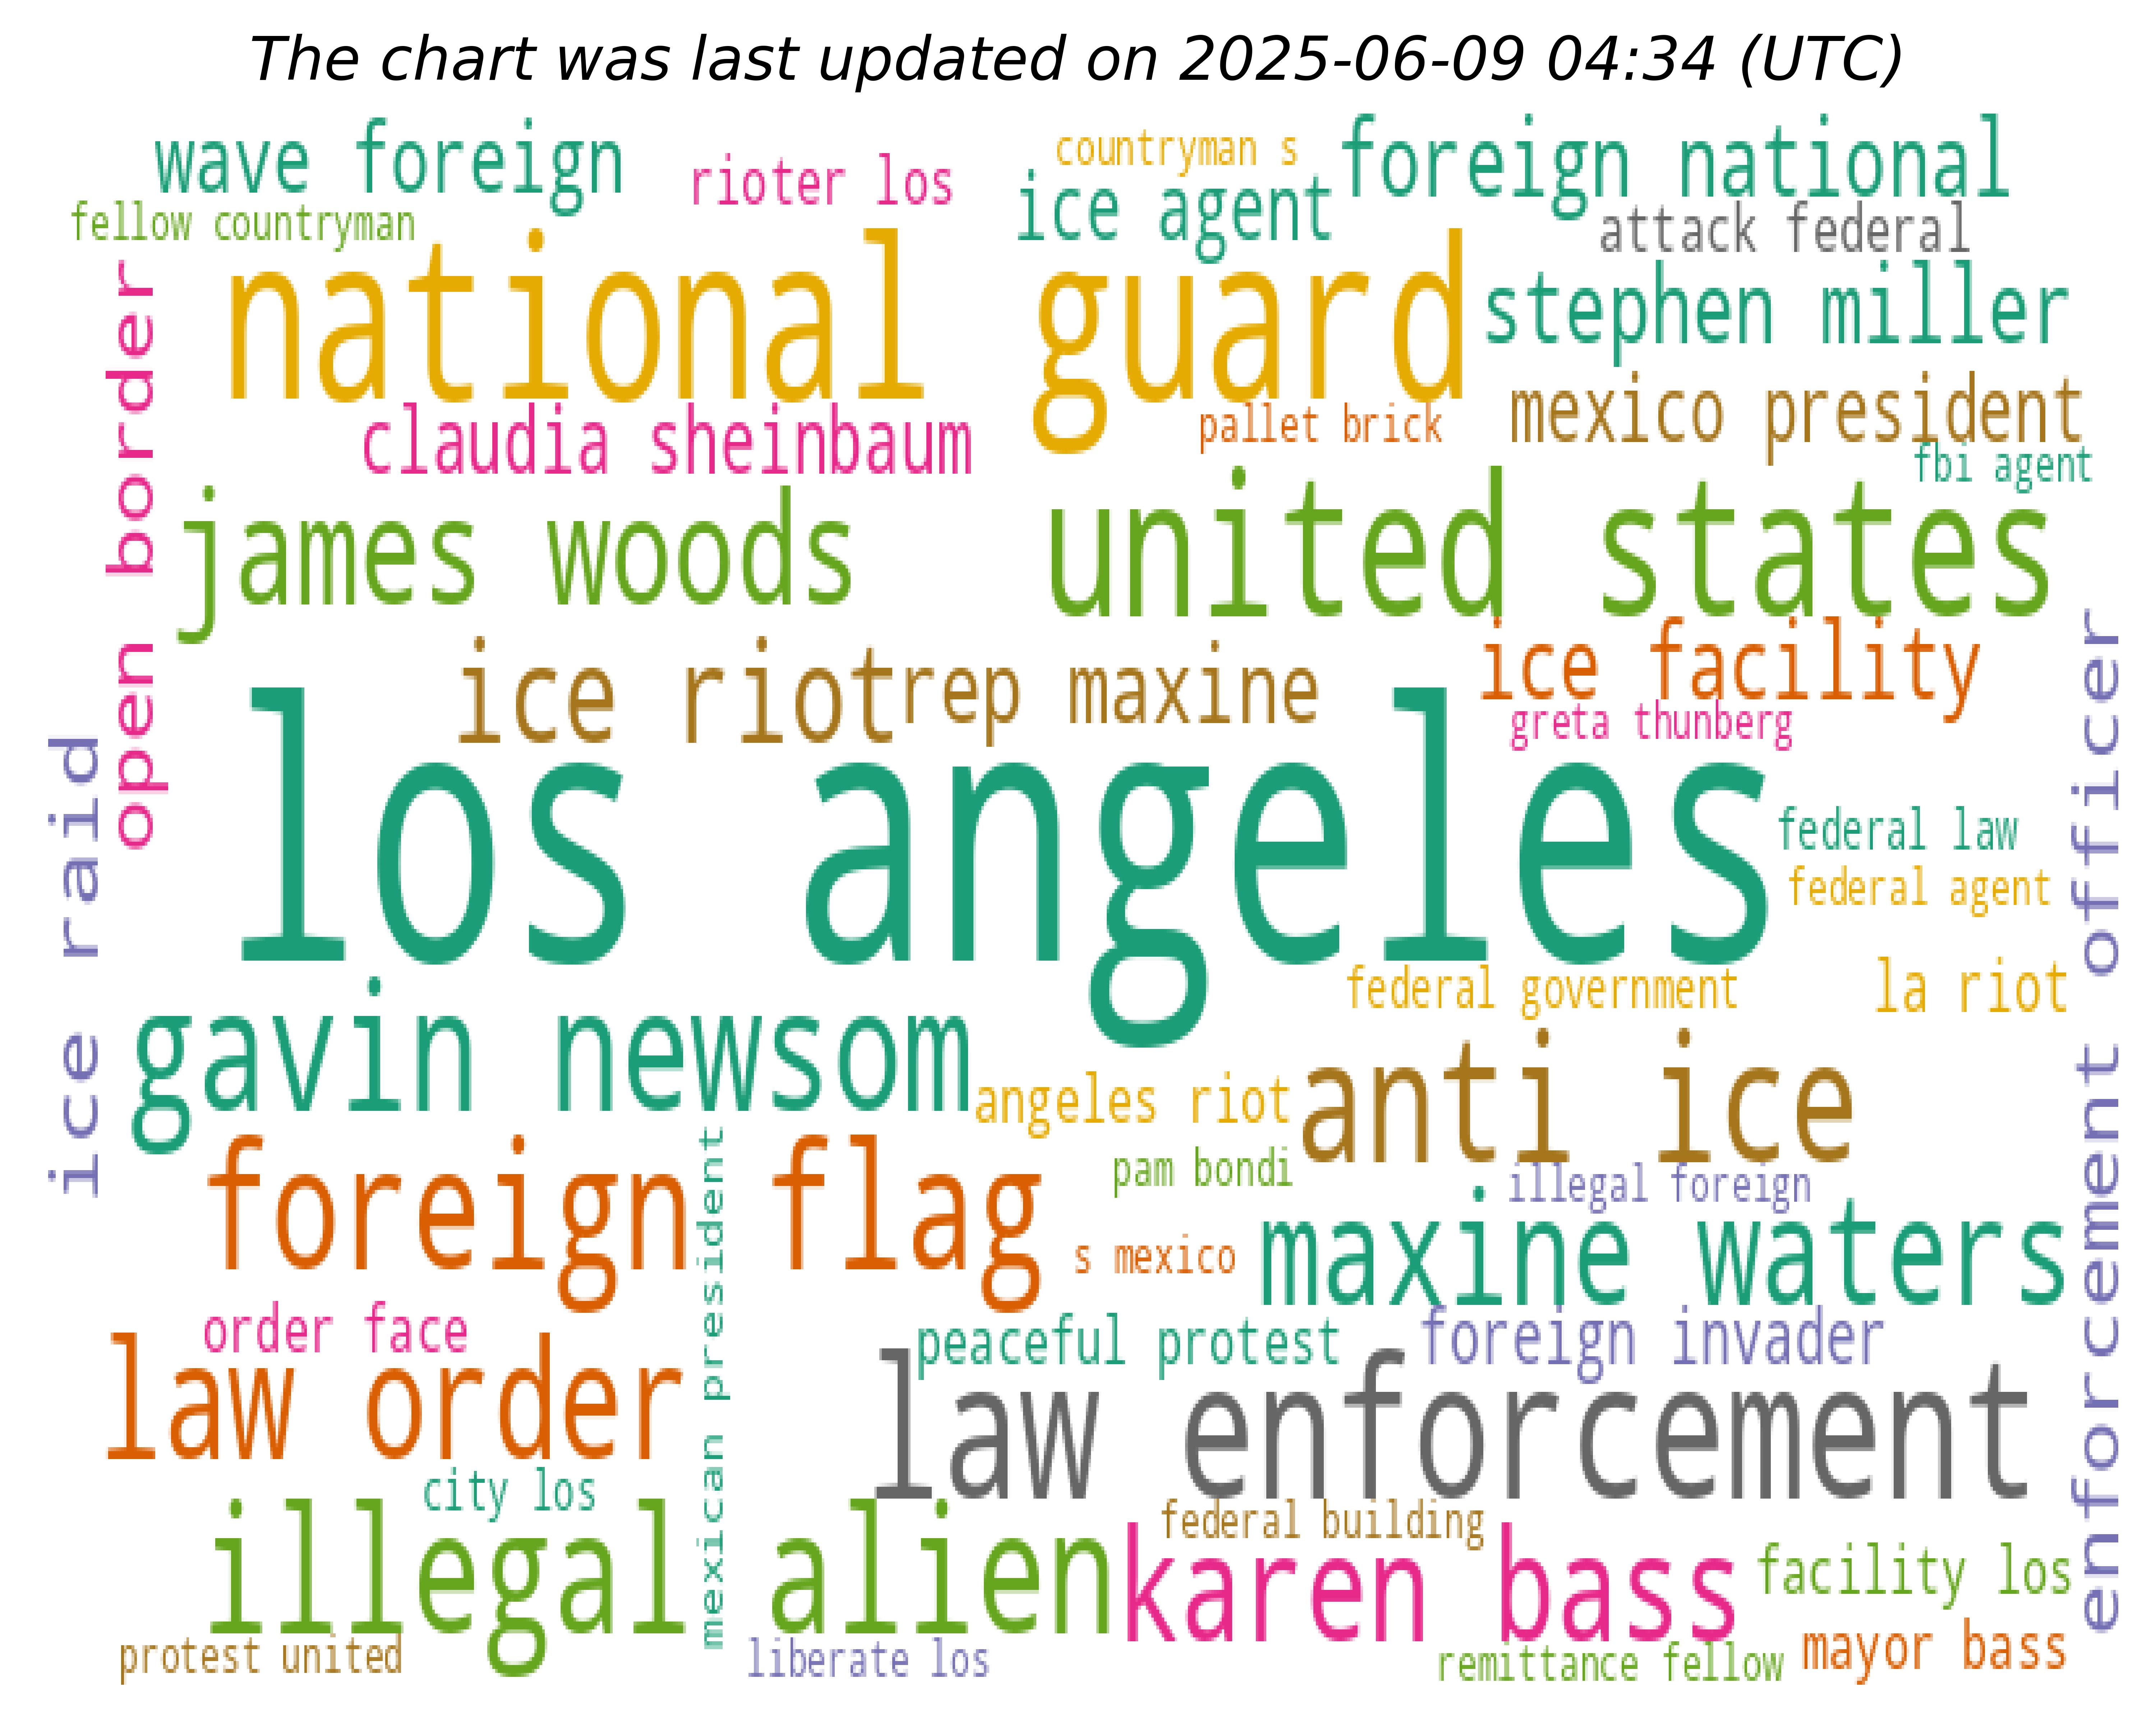 The chart was last updated on 2025-06-09 04:34 (UTC)
wave foreign
rioter los
countryman s
foreign national
fellow countryman
ice agent
attack federal
national guard
stephen miller
open border
claudia sheinbaum
pallet brick
mexico president
fbi agent
james woods
united states
ice riot
rep maxine
ice facility
greta thunberg
los angeles
federal law
federal agent
enforcement officer
ice raid
federal government
la riot
gavin newsom
angeles riot
anti ice
pam bondi
illegal foreign
foreign flag
mexican president
s mexico
maxine waters
order face
peaceful protest
foreign invader
law order
law enforcement
city los
illegal alien
federal building
karen bass
facility los
protest united
liberate los
remittance fellow
mayor bass